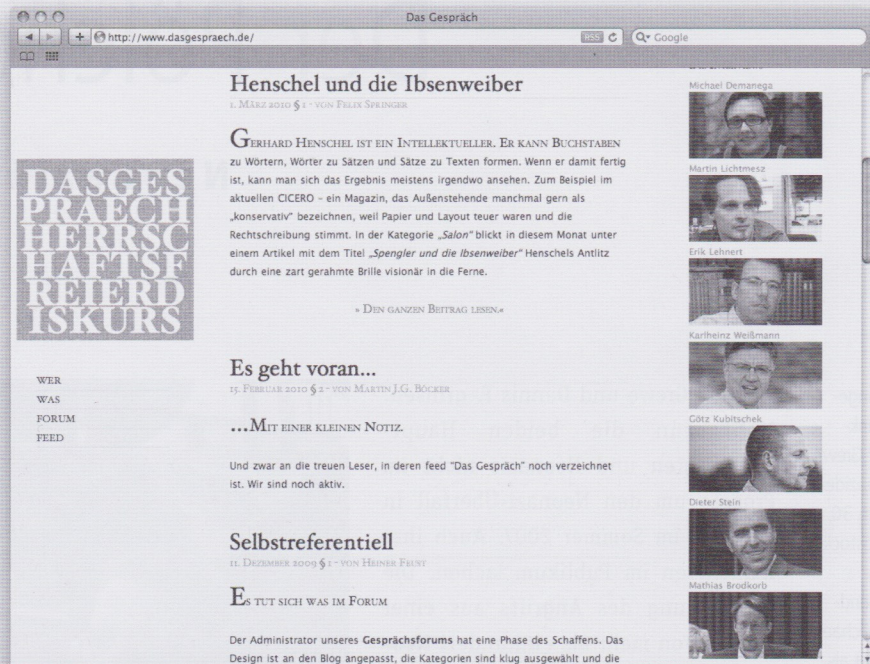 Das Gespräch
http://www.dasgespraech.de/
RSS
Google
DASGES
PRAECH
HERRSC
HAFTSF
REIERD
ISKURS
WER
WAS
FORUM
FEED
Henschel und die Ibsenweiber
1. März 2010 § 1 - von Felix Springer
Gerhard Henschel ist ein Intellektueller. Er kann Buchstaben
zu Wörtern, Wörter zu Sätzen und Sätze zu Texten formen. Wenn er damit fertig
ist, kann man sich das Ergebnis meistens irgendwo ansehen. Zum Beispiel im
aktuellen CICERO – ein Magazin, das Außenstehende manchmal gern als
„konservativ“ bezeichnen, weil Papier und Layout teuer waren und die
Rechtschreibung stimmt. In der Kategorie „Salon“ blickt in diesem Monat unter
einem Artikel mit dem Titel „Spengler und die Ibsenweiber“ Henschels Antlitz
durch eine zart gerahmte Brille visionär in die Ferne.
» Den ganzen Beitrag lesen.«
Es geht voran...
15. Februar 2010 § 2 - von Martin J.G. Böcker
...Mit einer kleinen Notiz.
Und zwar an die treuen Leser, in deren feed "Das Gespräch" noch verzeichnet
ist. Wir sind noch aktiv.
Selbstreferentiell
11. Dezember 2009 § 1 - von Heiner Feust
Es tut sich was im Forum
Der Administrator unseres Gesprächsforums hat eine Phase des Schaffens. Das
Design ist an den Blog angepasst, die Kategorien sind klug ausgewählt und die
Michael Demanega
Martin Lichtmesz
Erik Lehnert
Karlheinz Weißmann
Götz Kubitschek
Dieter Stein
Mathias Brodkorb